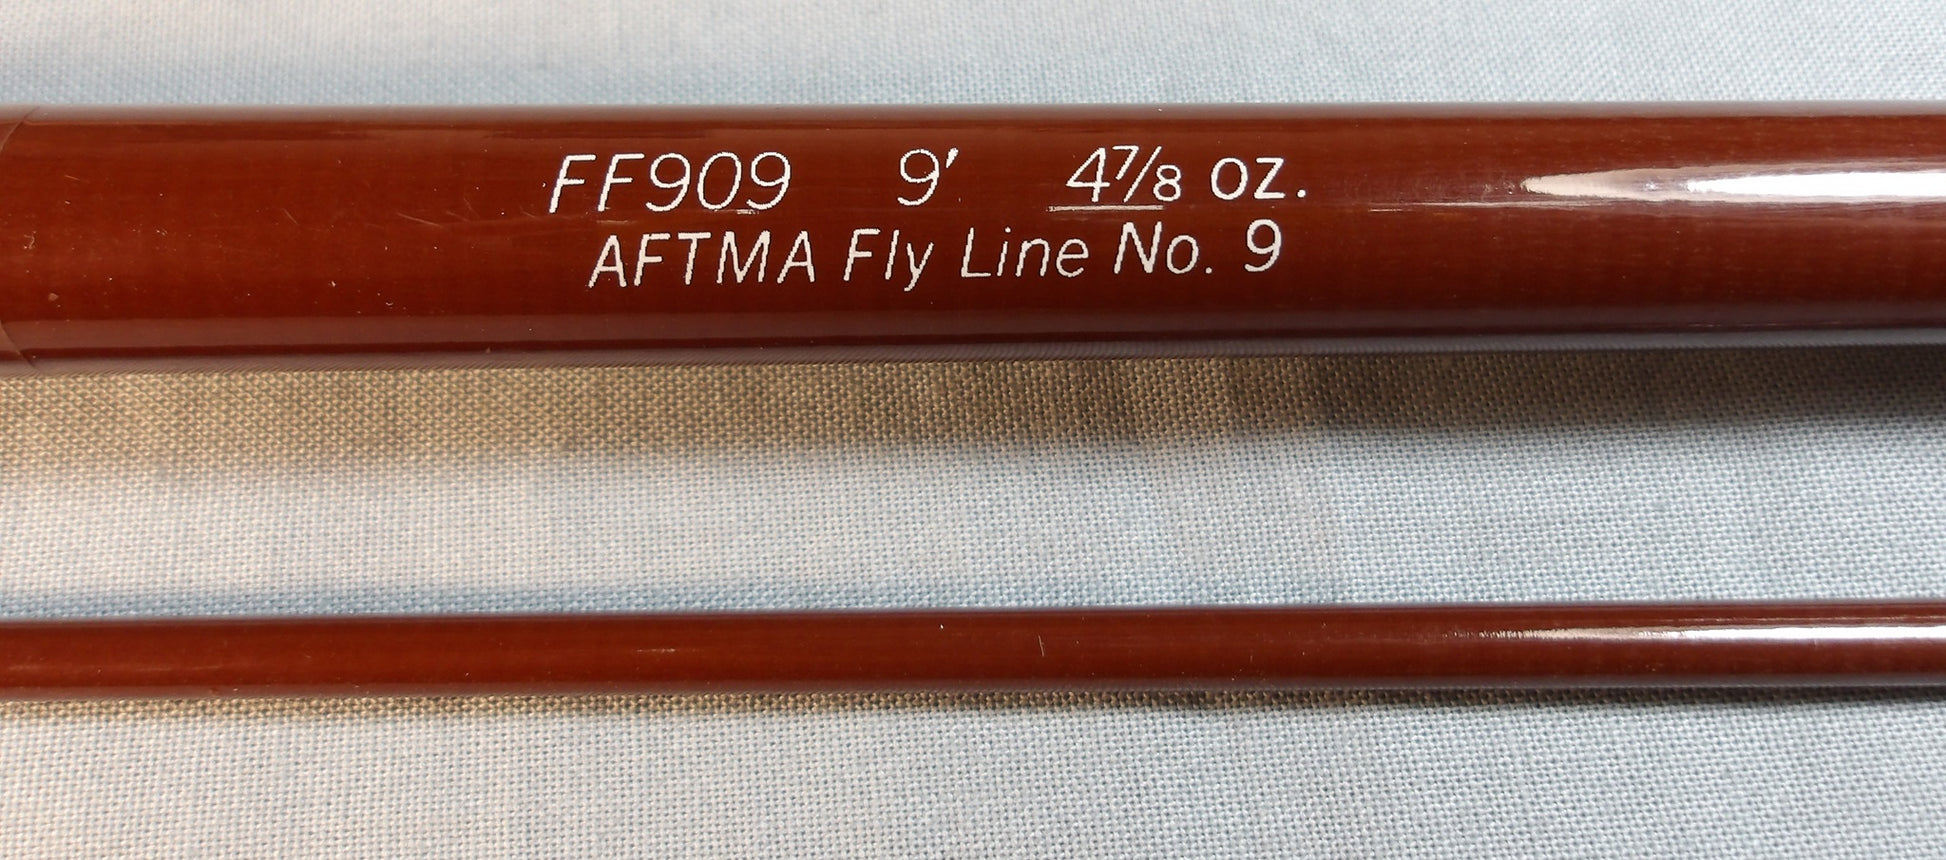 FF909 9' 4⅞ oz.
AFTMA Fly Line No. 9